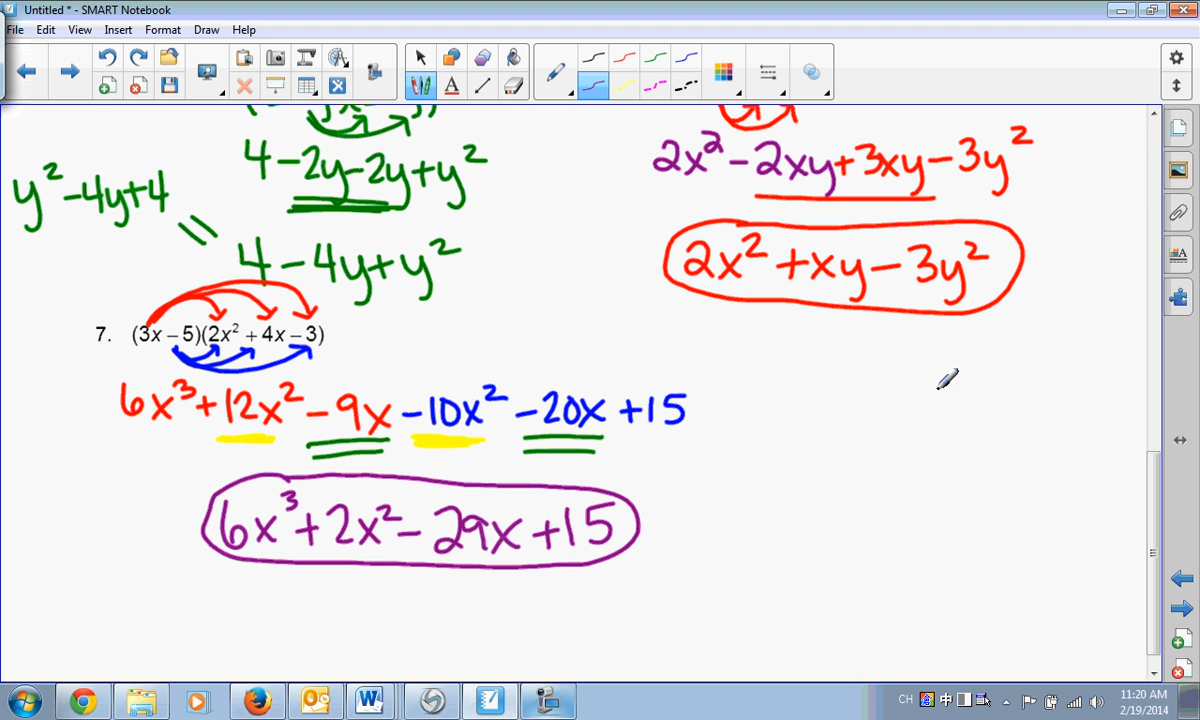 Untitled * - SMART Notebook
File Edit View Insert Format Draw Help
4 - 2y - 2y + y²
y² - 4y + 4
=
4 - 4y + y²
2x² - 2xy + 3xy - 3y²
2x² + xy - 3y²
7. (3x - 5)(2x² + 4x - 3)
6x³ + 12x² - 9x - 10x² - 20x + 15
6x³ + 2x² - 29x + 15
CH 中
11:20 AM
2/19/2014